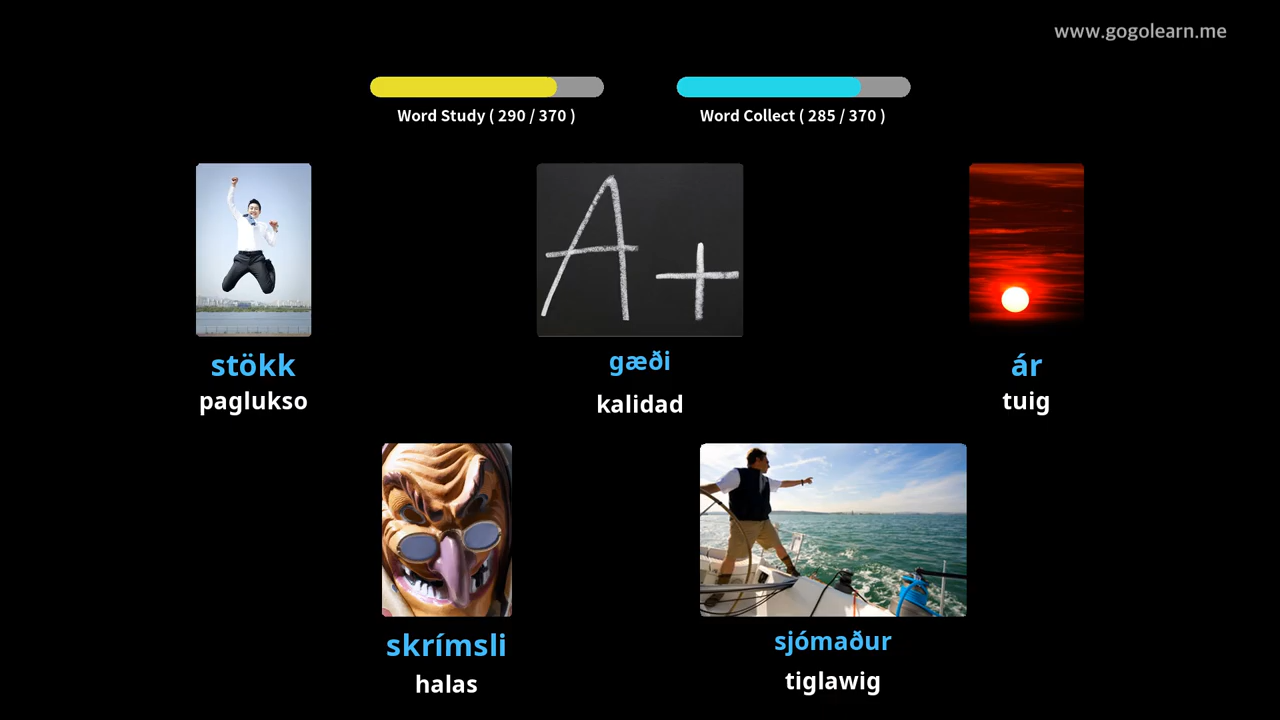 www.gogolearn.me
Word Study ( 290 / 370 )
Word Collect ( 285 / 370 )
A+
stökk
paglukso
gæði
kalidad
ár
tuig
skrímsli
halas
sjómaður
tiglawig